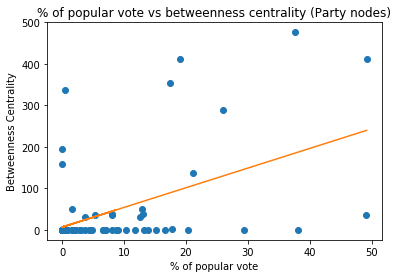 % of popular vote vs betweenness centrality (Party nodes)
500
400
300
200
100
0
Betweenness Centrality
0 10 20 30 40 50
% of popular vote